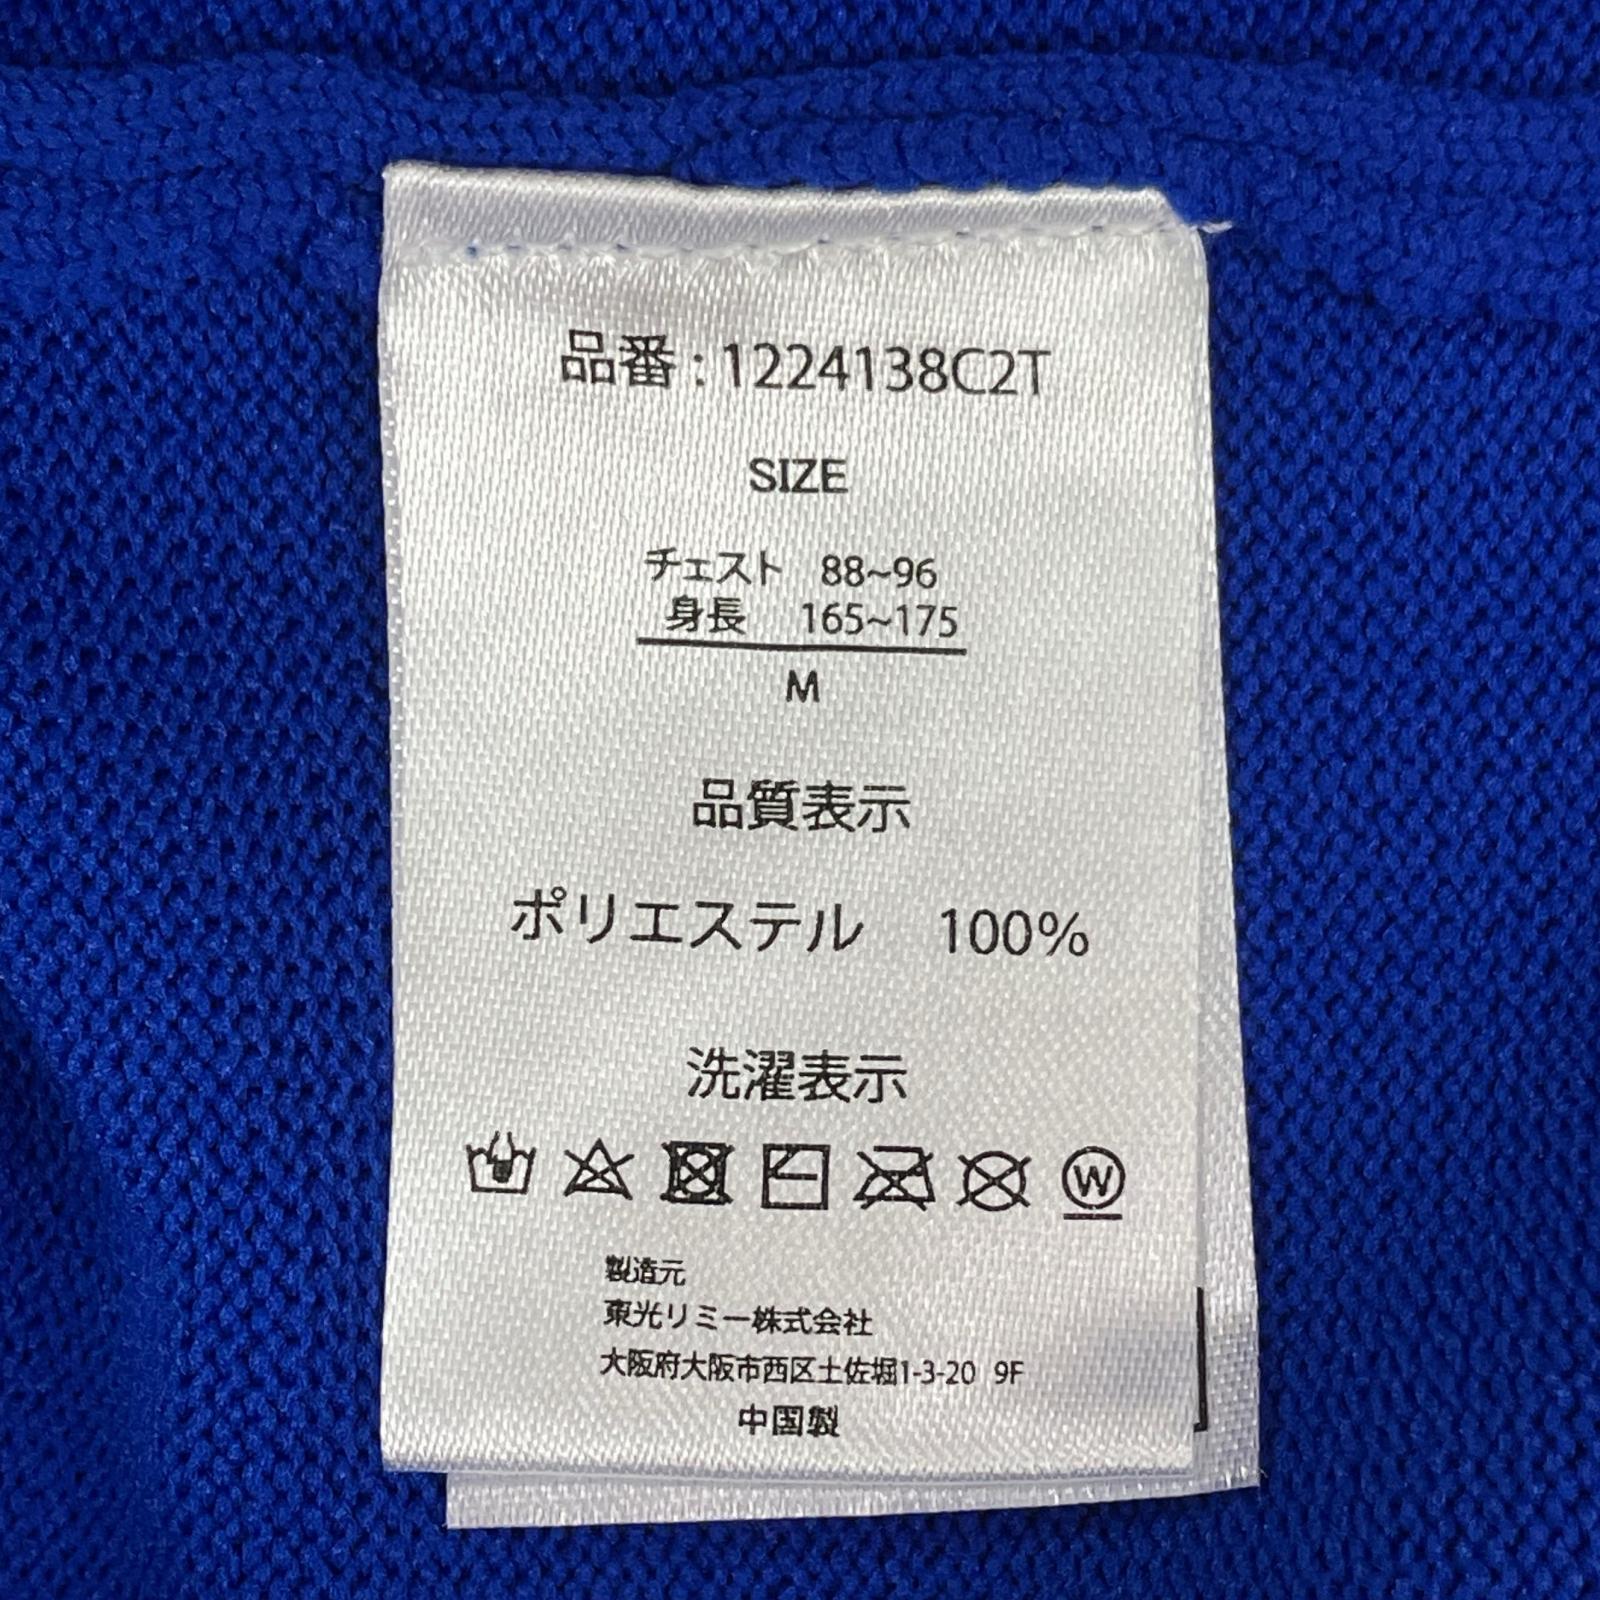 品番 : 1224138C2T
SIZE
チェスト 88~96
身長 165~175
M
品質表示
ポリエステル 100%
洗濯表示
W
製造元
東光リミー株式会社
大阪府大阪市西区土佐堀1-3-20 9F
中国製